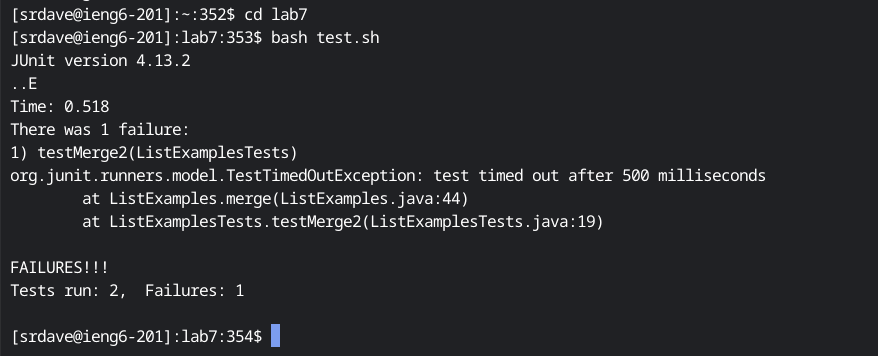 [srdave@ieng6-201]:~:352$ cd lab7
[srdave@ieng6-201]:lab7:353$ bash test.sh
JUnit version 4.13.2
..E
Time: 0.518
There was 1 failure:
1) testMerge2(ListExamplesTests)
org.junit.runners.model.TestTimedOutException: test timed out after 500 milliseconds
        at ListExamples.merge(ListExamples.java:44)
        at ListExamplesTests.testMerge2(ListExamplesTests.java:19)

FAILURES!!!
Tests run: 2,  Failures: 1

[srdave@ieng6-201]:lab7:354$